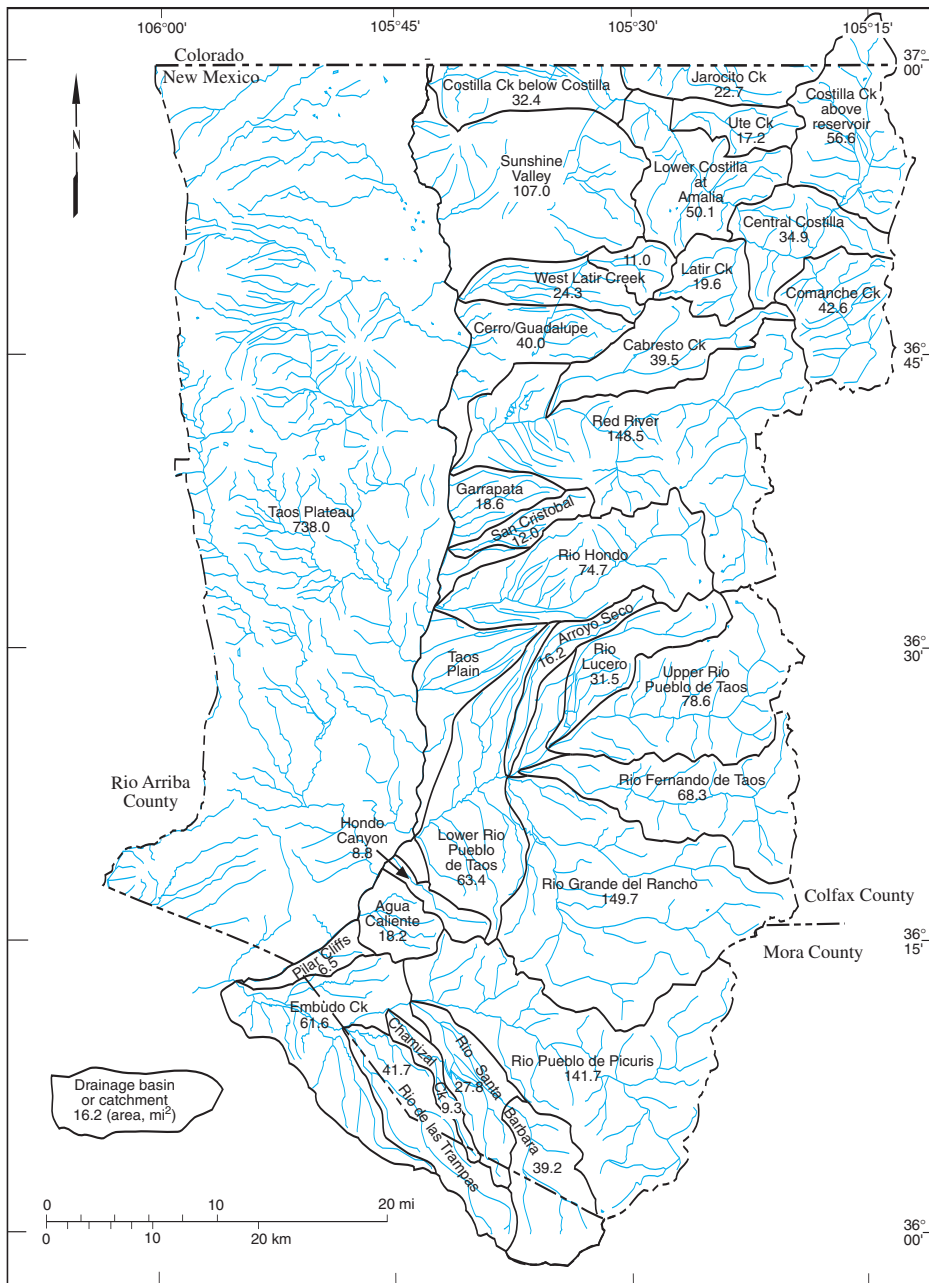 106°00'
105°45'
105°30'
105°15'
Colorado
New Mexico
37°
00'
N
Costilla Ck below Costilla
32.4
Jarocito Ck
22.7
Costilla Ck
above
reservoir
56.6
Ute Ck
17.2
Sunshine
Valley
107.0
Lower Costilla
at
Amalia
50.1
Central Costilla
34.9
11.0
West Latir Creek
24.3
Latir Ck
19.6
Comanche Ck
42.6
Cerro/Guadalupe
40.0
Cabresto Ck
39.5
36°
45'
Red River
148.5
Garrapata
18.6
San Cristobal
12.0
Taos Plateau
738.0
Rio Hondo
74.7
Arroyo Seco
16.2
Taos
Plain
Rio
Lucero
31.5
Upper Rio
Pueblo de Taos
78.6
36°
30'
Rio Fernando de Taos
68.3
Rio Arriba
County
Hondo
Canyon
8.8
Lower Rio
Pueblo
de Taos
63.4
Rio Grande del Rancho
149.7
Colfax County
Agua
Caliente
18.2
Mora County
36°
15'
Pilar Cliffs
6.5
Embudo Ck
61.6
Chamizal Ck
9.3
Rio Santa Barbara
27.8
39.2
Rio Pueblo de Picuris
141.7
41.7
Rio de las Trampas
Drainage basin
or catchment
16.2 (area, mi²)
0 10 20 mi
0 10 20 km
36°
00'